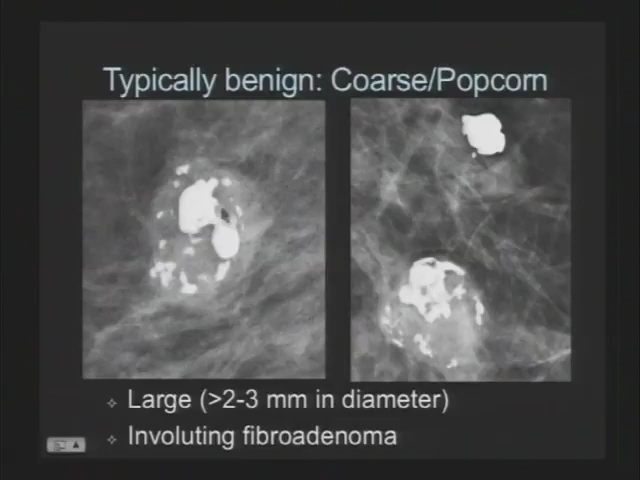 Typically benign: Coarse/Popcorn
Large (>2-3 mm in diameter)
Involuting fibroadenoma